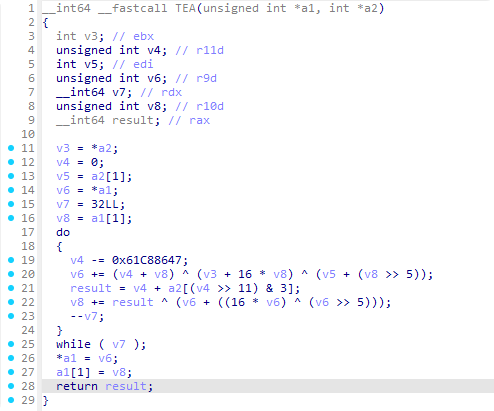 1 __int64 __fastcall TEA(unsigned int *a1, int *a2)
2 {
3 int v3; // ebx
4 unsigned int v4; // r11d
5 int v5; // edi
6 unsigned int v6; // r9d
7 __int64 v7; // rdx
8 unsigned int v8; // r10d
9 __int64 result; // rax
10
11 v3 = *a2;
12 v4 = 0;
13 v5 = a2[1];
14 v6 = *a1;
15 v7 = 32LL;
16 v8 = a1[1];
17 do
18 {
19 v4 -= 0x61C88647;
20 v6 += (v4 + v8) ^ (v3 + 16 * v8) ^ (v5 + (v8 >> 5));
21 result = v4 + a2[(v4 >> 11) & 3];
22 v8 += result ^ (v6 + ((16 * v6) ^ (v6 >> 5)));
23 --v7;
24 }
25 while ( v7 );
26 *a1 = v6;
27 a1[1] = v8;
28 return result;
29 }